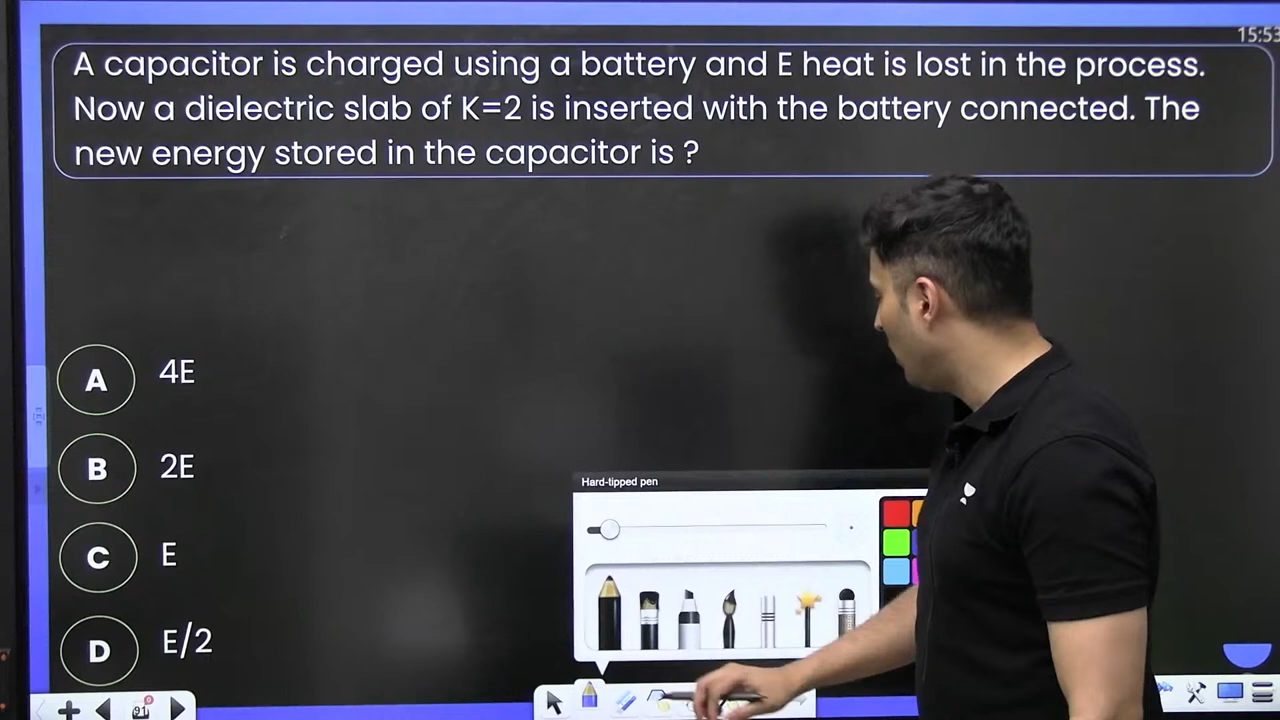 15:53
A capacitor is charged using a battery and E heat is lost in the process.
Now a dielectric slab of K=2 is inserted with the battery connected. The
new energy stored in the capacitor is ?
A 4E
B 2E
C E
D E/2
Hard-tipped pen
91